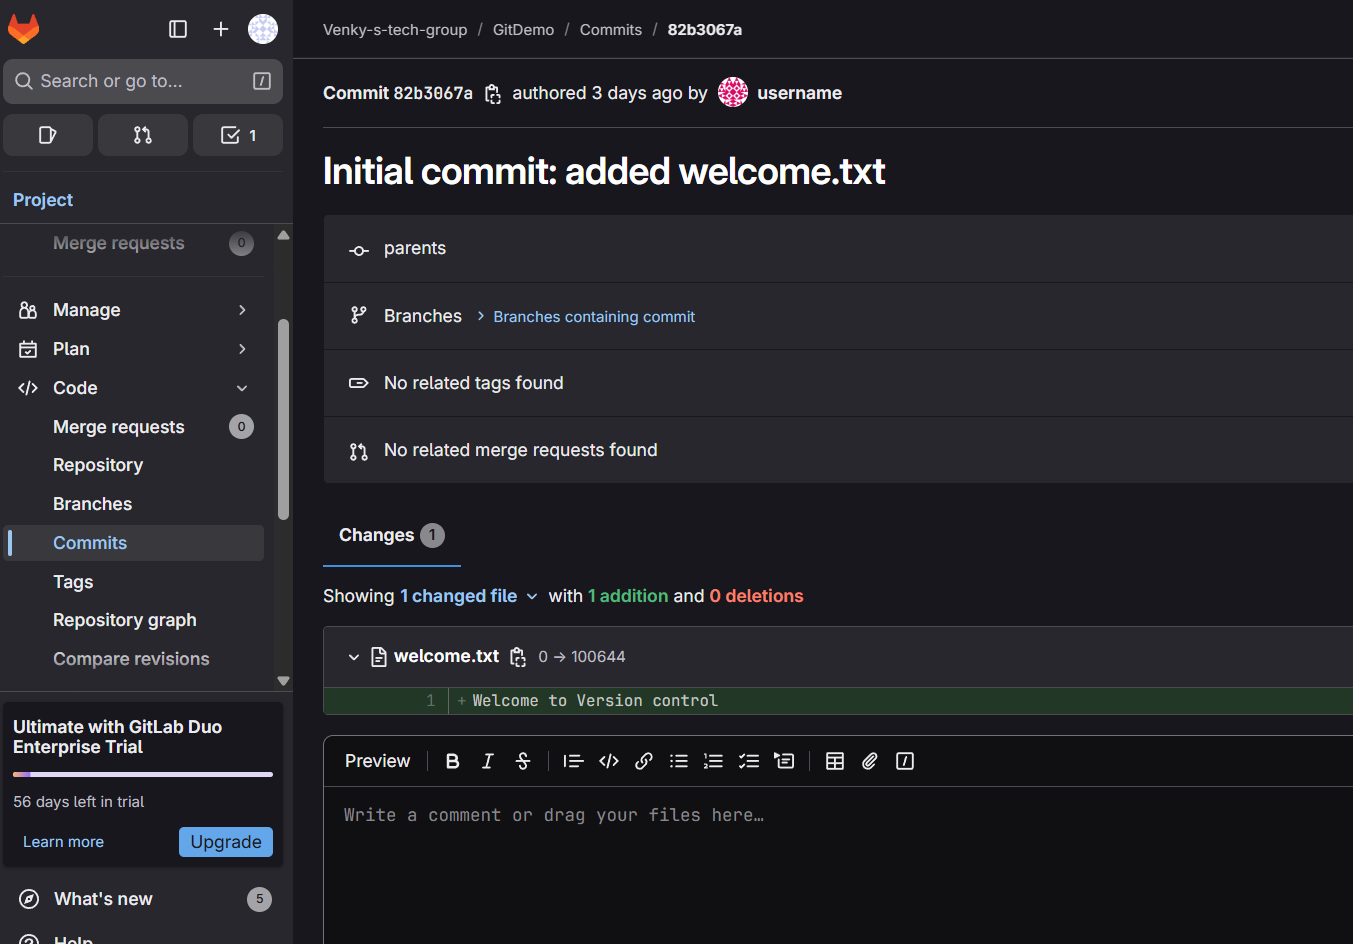 Venky-s-tech-group / GitDemo / Commits / 82b3067a
Search or go to... /
1
Project
Merge requests 0
Manage
Plan
Code
Merge requests 0
Repository
Branches
Commits
Tags
Repository graph
Compare revisions
Ultimate with GitLab Duo
Enterprise Trial
56 days left in trial
Learn more Upgrade
What's new 5
Help
Commit 82b3067a authored 3 days ago by username
Initial commit: added welcome.txt
parents
Branches > Branches containing commit
No related tags found
No related merge requests found
Changes 1
Showing 1 changed file with 1 addition and 0 deletions
welcome.txt 0 → 100644
1 + Welcome to Version control
Preview B I S
Write a comment or drag your files here…